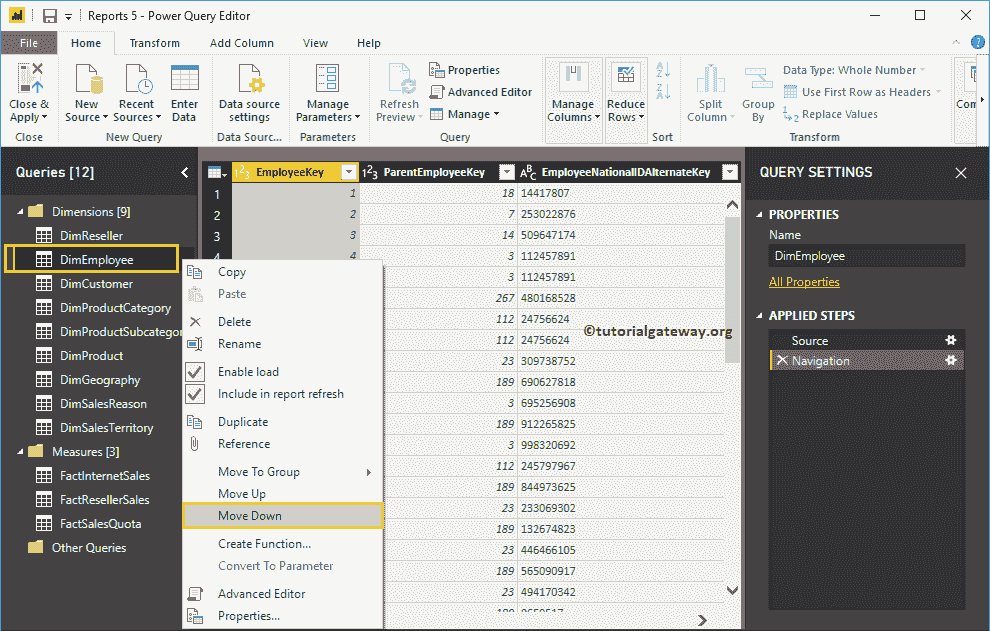 Reports 5 - Power Query Editor
File Home Transform Add Column View Help
Close & Apply
New Source
Recent Sources
Enter Data
Data source settings
Manage Parameters
Refresh Preview
Properties
Advanced Editor
Manage
Manage Columns
Reduce Rows
Split Column
Group By
Data Type: Whole Number
Use First Row as Headers
Replace Values
Close New Query Data Sourc... Parameters Query Sort Transform
Queries [12]
Dimensions [9]
DimReseller
DimEmployee
DimCustomer
DimProductCategory
DimProductSubcategor
DimProduct
DimGeography
DimSalesReason
DimSalesTerritory
Measures [3]
FactInternetSales
FactResellerSales
FactSalesQuota
Other Queries
EmployeeKey ParentEmployeeKey EmployeeNationalIDAlternateKey
1 1 18 14417807
2 2 7 253022876
3 3 14 509647174
4 4 3 112457891
3 112457891
267 480168528
112 24756624
112 24756624
23 309738752
189 690627818
3 695256908
189 912265825
3 998320692
112 245797967
189 844973625
23 233069302
189 132674823
23 446466105
189 565090917
23 494170342
189 9659517
©tutorialgateway.org
Copy
Paste
Delete
Rename
Enable load
Include in report refresh
Duplicate
Reference
Move To Group
Move Up
Move Down
Create Function...
Convert To Parameter
Advanced Editor
Properties...
QUERY SETTINGS
PROPERTIES
Name
DimEmployee
All Properties
APPLIED STEPS
Source
Navigation